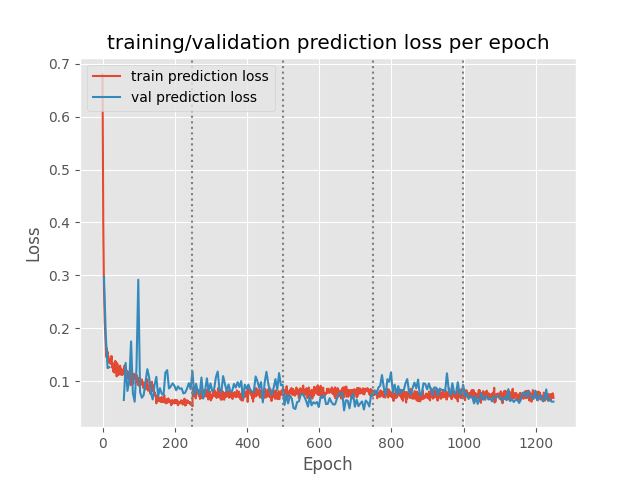 training/validation prediction loss per epoch
train prediction loss
val prediction loss
0.7
0.6
0.5
0.4
0.3
0.2
0.1
Loss
0 200 400 600 800 1000 1200
Epoch